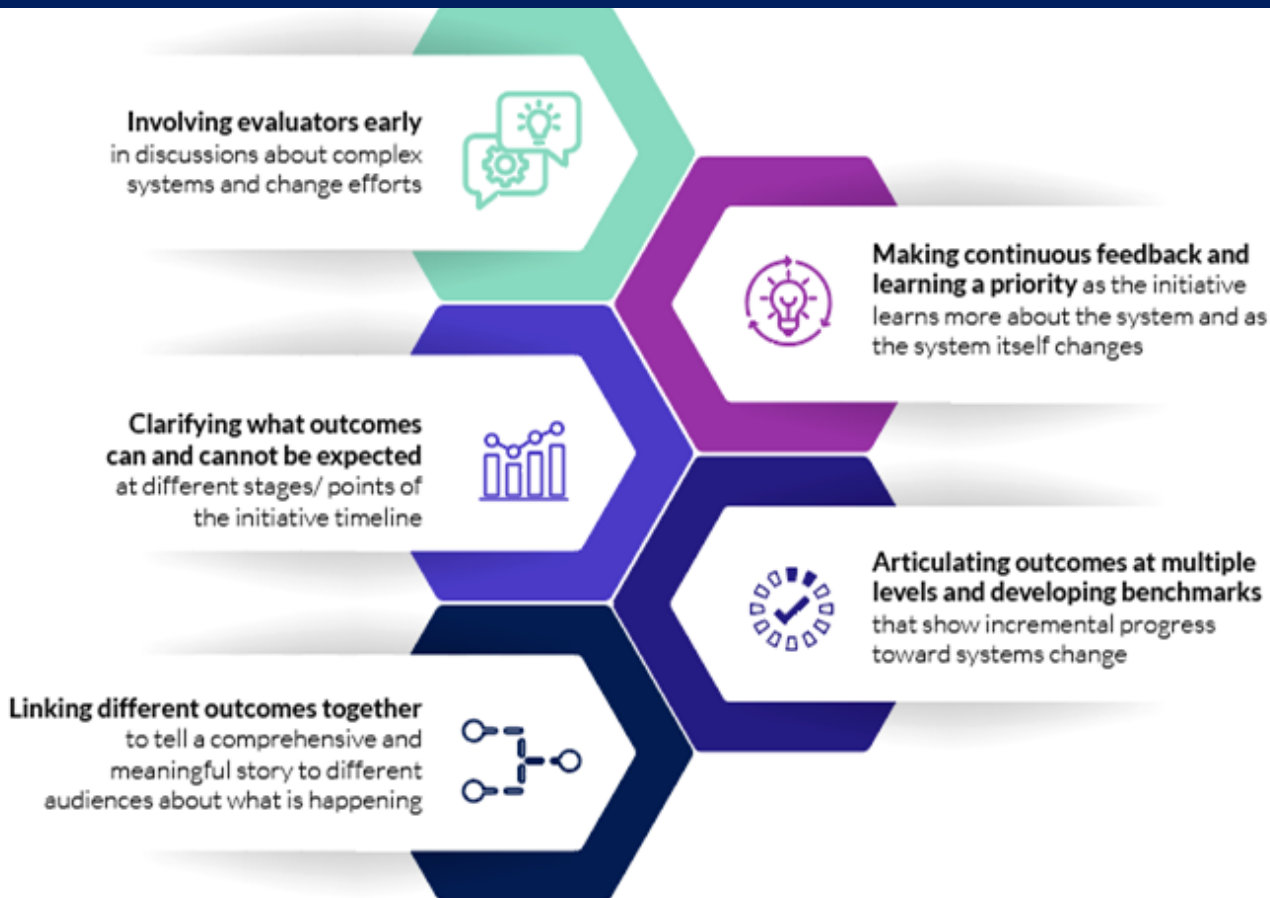 Involving evaluators early
in discussions about complex
systems and change efforts
Making continuous feedback and
learning a priority as the initiative
learns more about the system and as
the system itself changes
Clarifying what outcomes
can and cannot be expected
at different stages/ points of
the initiative timeline
Articulating outcomes at multiple
levels and developing benchmarks
that show incremental progress
toward systems change
Linking different outcomes together
to tell a comprehensive and
meaningful story to different
audiences about what is happening